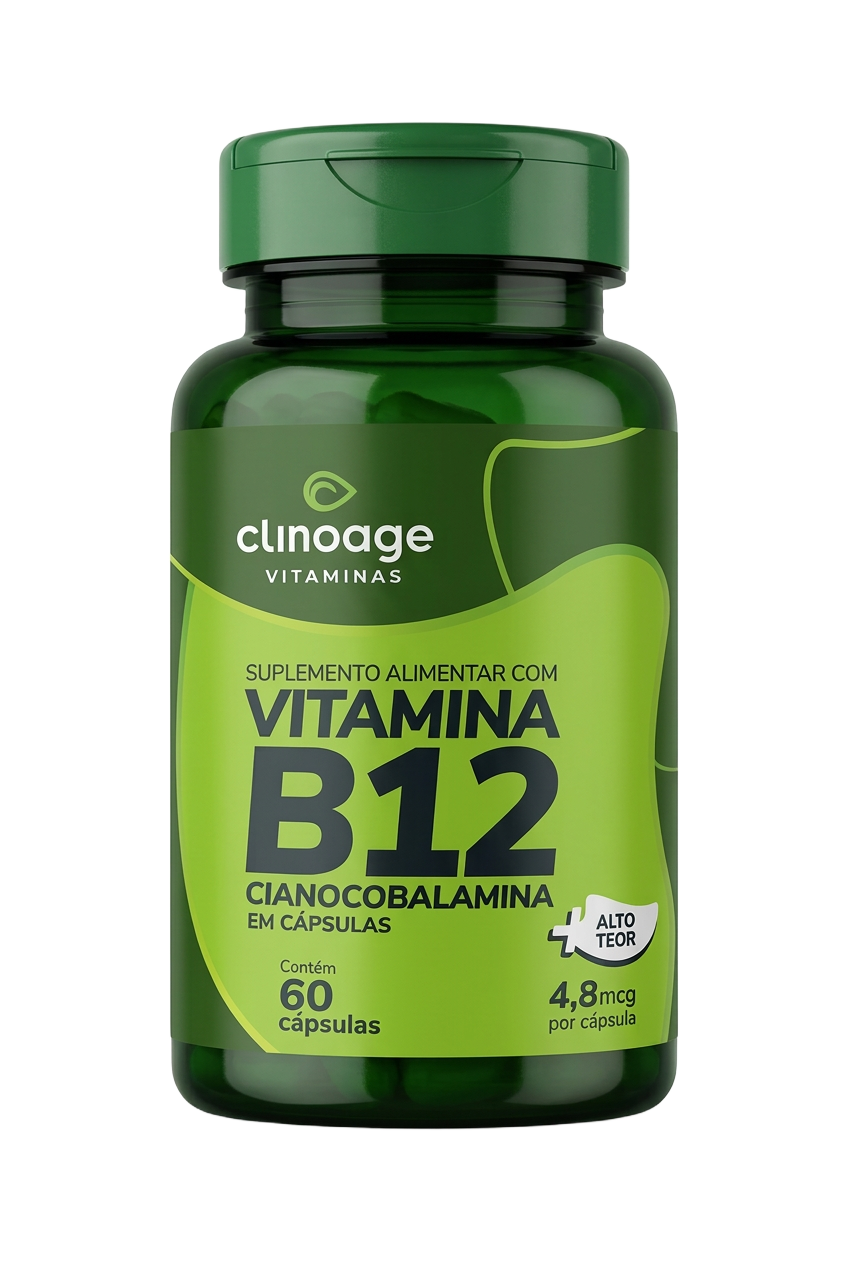 clinoage
VITAMINAS
SUPLEMENTO ALIMENTAR COM
VITAMINA
B12
CIANOCOBALAMINA
EM CÁPSULAS
+ ALTO
TEOR
Contém
60
cápsulas
4,8mcg
por cápsula